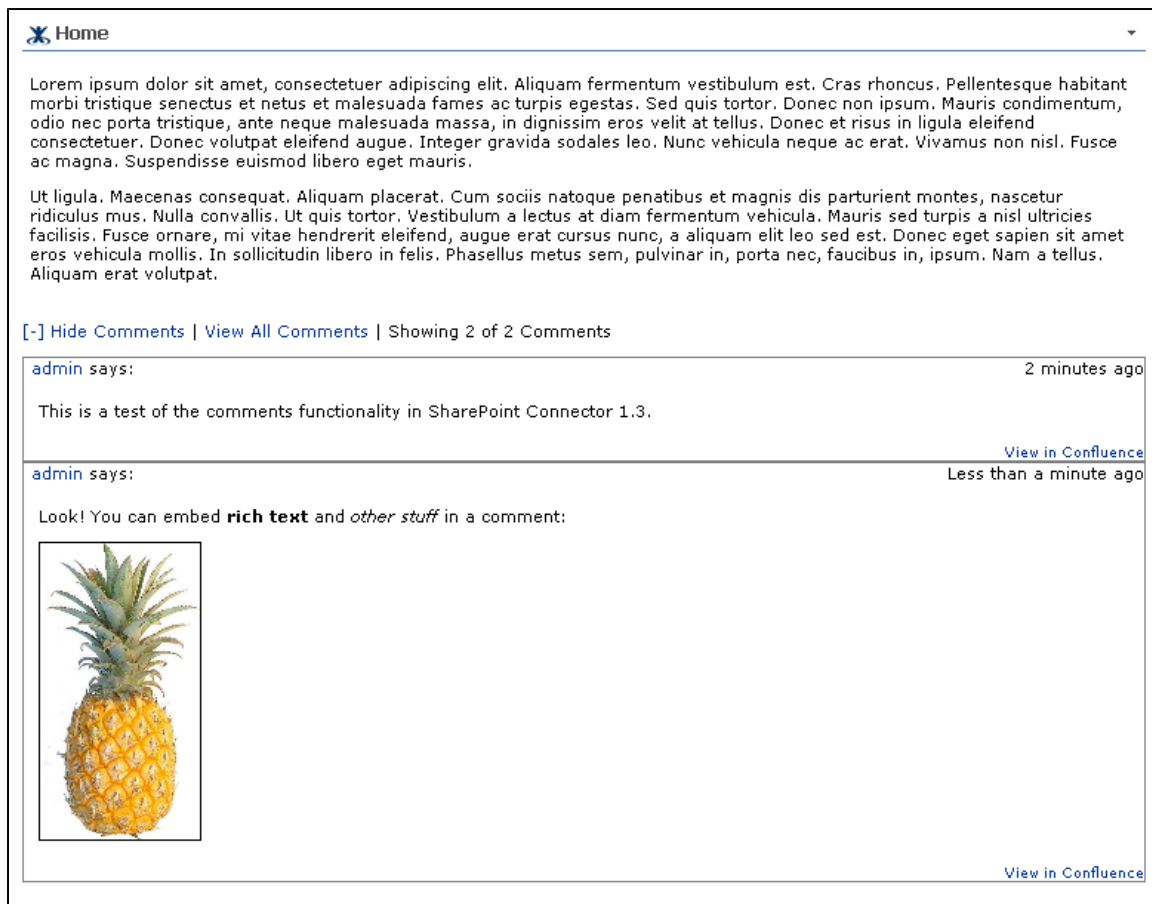 Home
Lorem ipsum dolor sit amet, consectetuer adipiscing elit. Aliquam fermentum vestibulum est. Cras rhoncus. Pellentesque habitant
morbi tristique senectus et netus et malesuada fames ac turpis egestas. Sed quis tortor. Donec non ipsum. Mauris condimentum,
odio nec porta tristique, ante neque malesuada massa, in dignissim eros velit at tellus. Donec et risus in ligula eleifend
consectetuer. Donec volutpat eleifend augue. Integer gravida sodales leo. Nunc vehicula neque ac erat. Vivamus non nisl. Fusce
ac magna. Suspendisse euismod libero eget mauris.
Ut ligula. Maecenas consequat. Aliquam placerat. Cum sociis natoque penatibus et magnis dis parturient montes, nascetur
ridiculus mus. Nulla convallis. Ut quis tortor. Vestibulum a lectus at diam fermentum vehicula. Mauris sed turpis a nisl ultricies
facilisis. Fusce ornare, mi vitae hendrerit eleifend, augue erat cursus nunc, a aliquam elit leo sed est. Donec eget sapien sit amet
eros vehicula mollis. In sollicitudin libero in felis. Phasellus metus sem, pulvinar in, porta nec, faucibus in, ipsum. Nam a tellus.
Aliquam erat volutpat.
[-] Hide Comments | View All Comments | Showing 2 of 2 Comments
admin says: 2 minutes ago
This is a test of the comments functionality in SharePoint Connector 1.3.
View in Confluence
admin says: Less than a minute ago
Look! You can embed rich text and other stuff in a comment:
View in Confluence